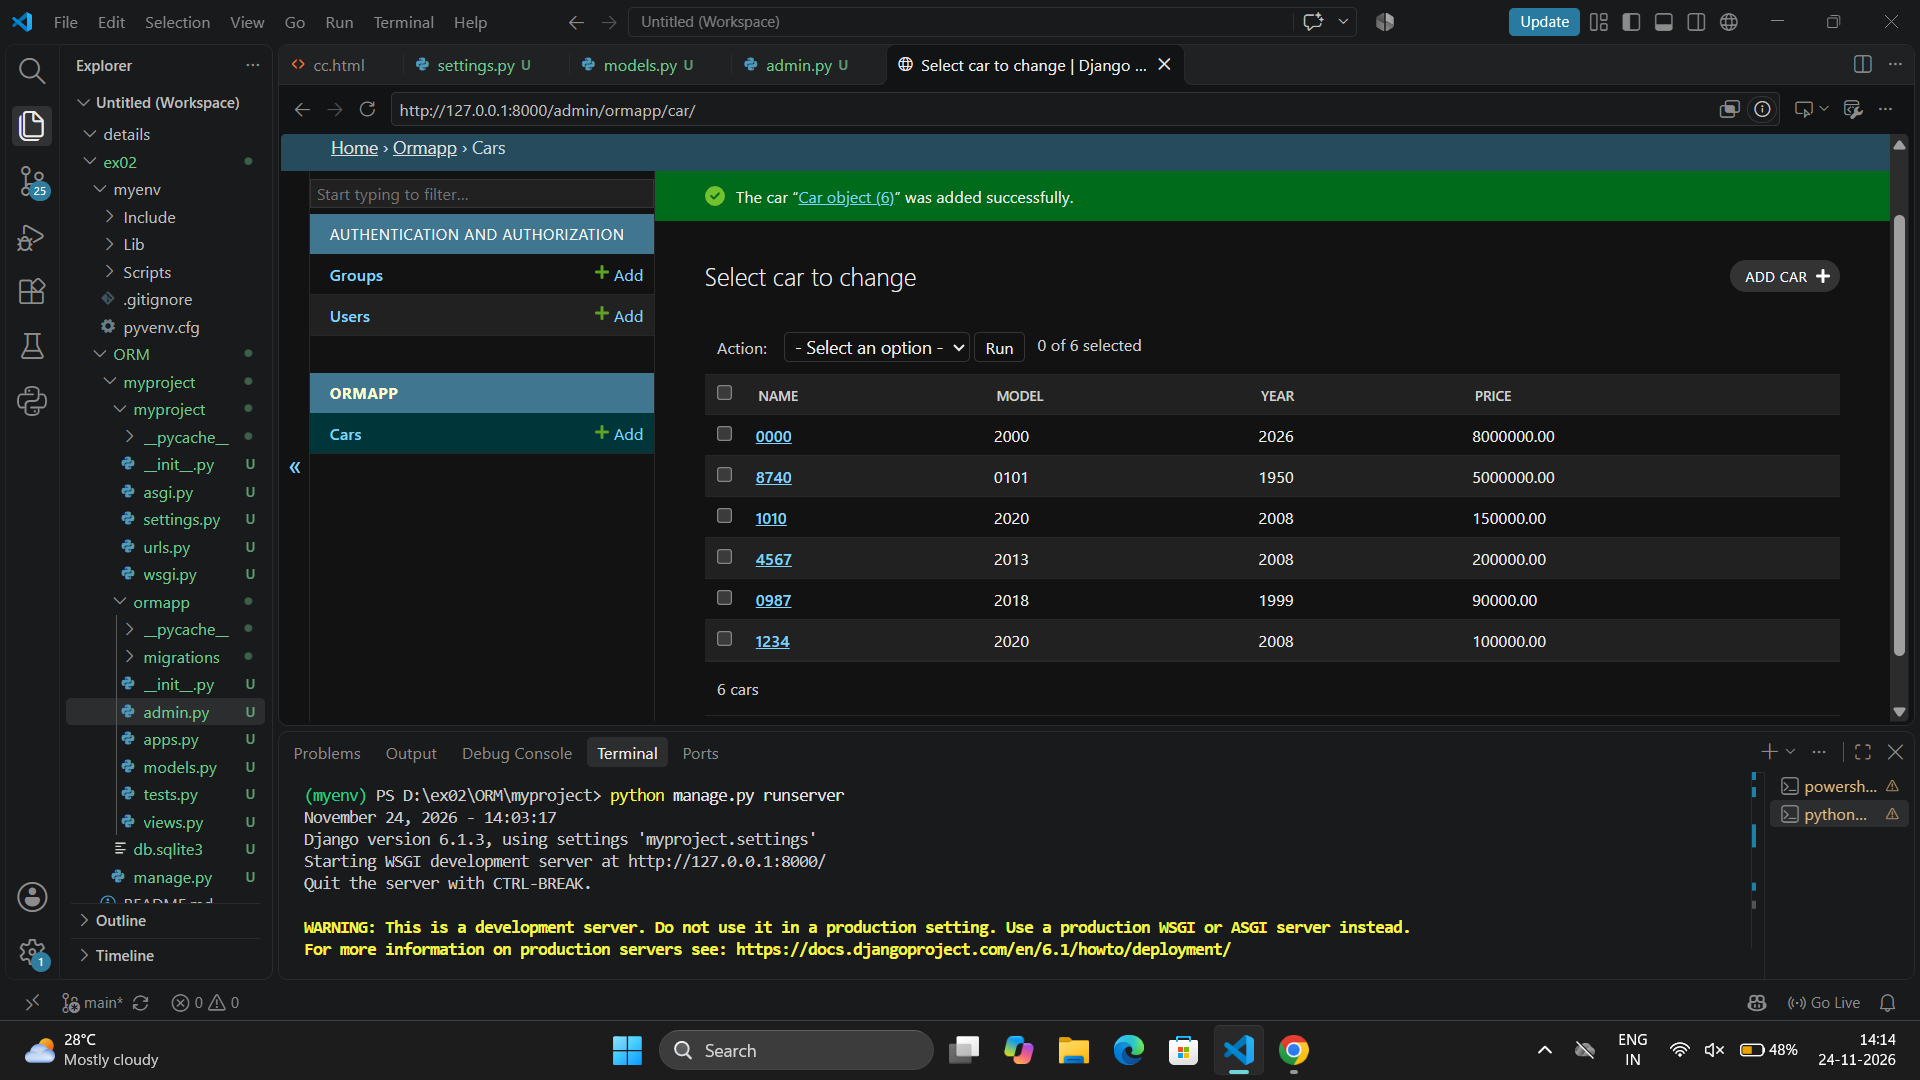 File Edit Selection View Go Run Terminal Help
Untitled (Workspace)
Update
Explorer
Untitled (Workspace)
details
ex02
myenv
Include
Lib
Scripts
.gitignore
pyvenv.cfg
ORM
myproject
myproject
__pycache__
__init__.py U
asgi.py U
settings.py U
urls.py U
wsgi.py U
ormapp
__pycache__
migrations
__init__.py U
admin.py U
apps.py U
models.py U
tests.py U
views.py U
db.sqlite3 U
manage.py U
README.md
Outline
Timeline
25
1
cc.html
settings.py U
models.py U
admin.py U
Select car to change | Django ...
http://127.0.0.1:8000/admin/ormapp/car/
Home › Ormapp › Cars
Start typing to filter...
AUTHENTICATION AND AUTHORIZATION
Groups + Add
Users + Add
ORMAPP
Cars + Add
«
The car “Car object (6)” was added successfully.
Select car to change
ADD CAR +
Action: - Select an option - Run 0 of 6 selected
NAME MODEL YEAR PRICE
0000 2000 2026 8000000.00
8740 0101 1950 5000000.00
1010 2020 2008 150000.00
4567 2013 2008 200000.00
0987 2018 1999 90000.00
1234 2020 2008 100000.00
6 cars
Problems Output Debug Console Terminal Ports
(myenv) PS D:\ex02\ORM\myproject> python manage.py runserver
November 24, 2026 - 14:03:17
Django version 6.1.3, using settings 'myproject.settings'
Starting WSGI development server at http://127.0.0.1:8000/
Quit the server with CTRL-BREAK.
WARNING: This is a development server. Do not use it in a production setting. Use a production WSGI or ASGI server instead.
For more information on production servers see: https://docs.djangoproject.com/en/6.1/howto/deployment/
powersh...
python...
main* 0 0
Go Live
28°C
Mostly cloudy
Search
ENG
IN
48%
14:14
24-11-2026